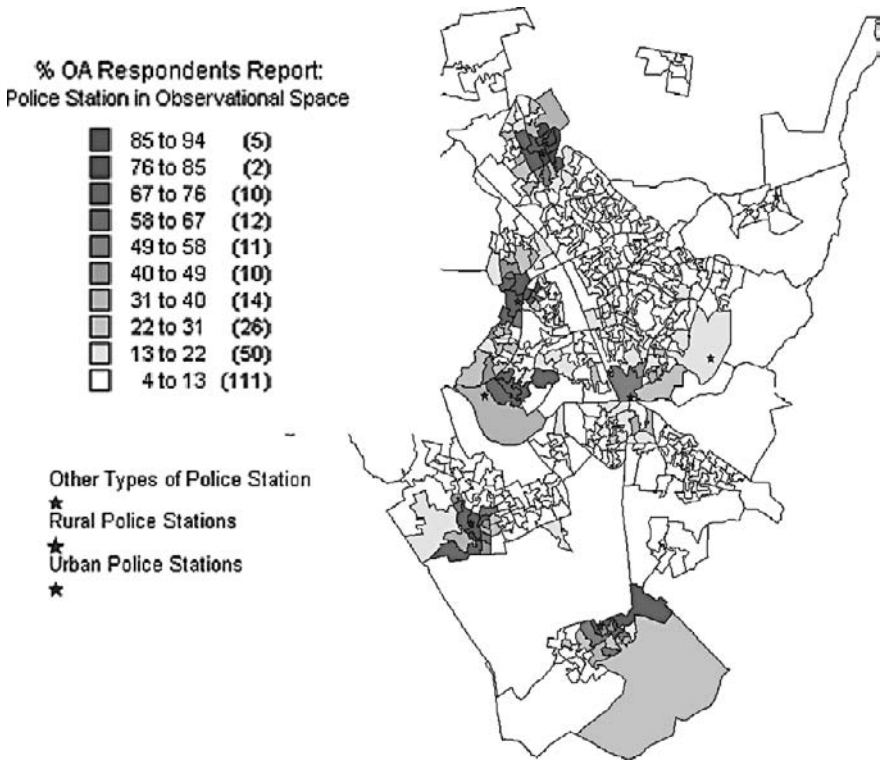 % OA Respondents Report:
Police Station in Observational Space
85 to 94 (5)
76 to 85 (2)
67 to 76 (10)
58 to 67 (12)
49 to 58 (11)
40 to 49 (10)
31 to 40 (14)
22 to 31 (26)
13 to 22 (50)
4 to 13 (111)
Other Types of Police Station
Rural Police Stations
Urban Police Stations